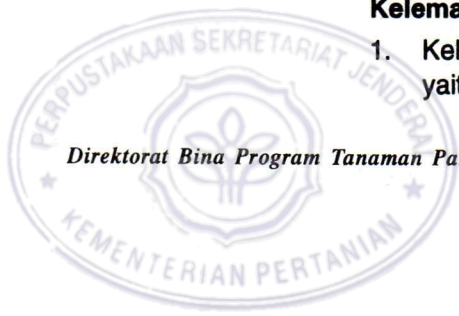 Kelema
1. Kel
yait
Direktorat Bina Program Tanaman Pa
PERPUSTAKAAN SEKRETARIAT JENDERAL
KEMENTERIAN PERTANIAN